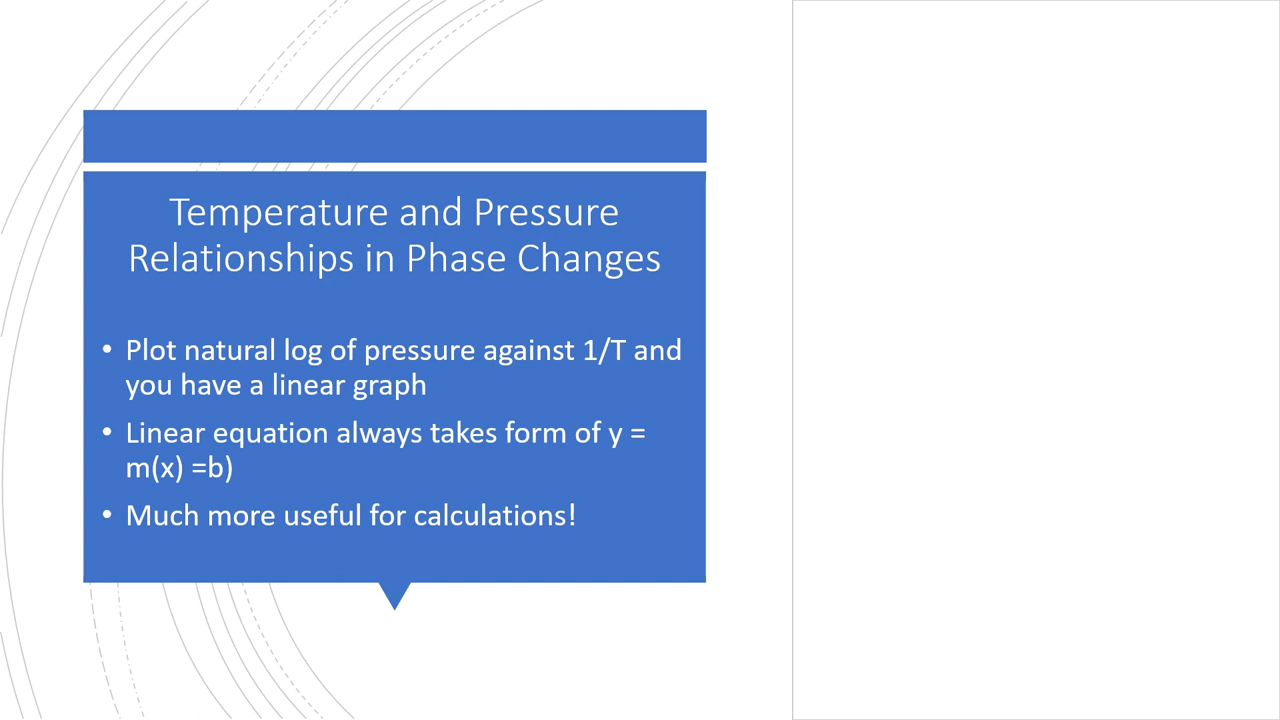 Temperature and Pressure
Relationships in Phase Changes
• Plot natural log of pressure against 1/T and
you have a linear graph
• Linear equation always takes form of y =
m(x) =b)
• Much more useful for calculations!